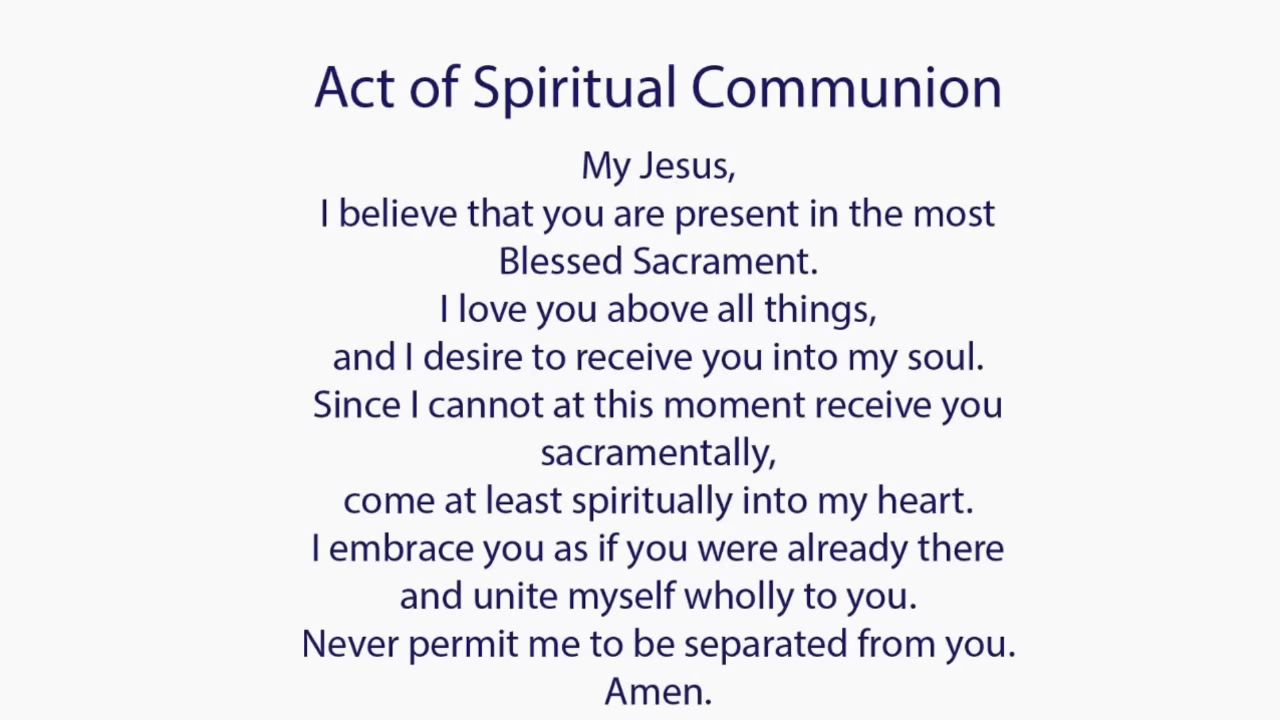 Act of Spiritual Communion
My Jesus,
I believe that you are present in the most
Blessed Sacrament.
I love you above all things,
and I desire to receive you into my soul.
Since I cannot at this moment receive you
sacramentally,
come at least spiritually into my heart.
I embrace you as if you were already there
and unite myself wholly to you.
Never permit me to be separated from you.
Amen.